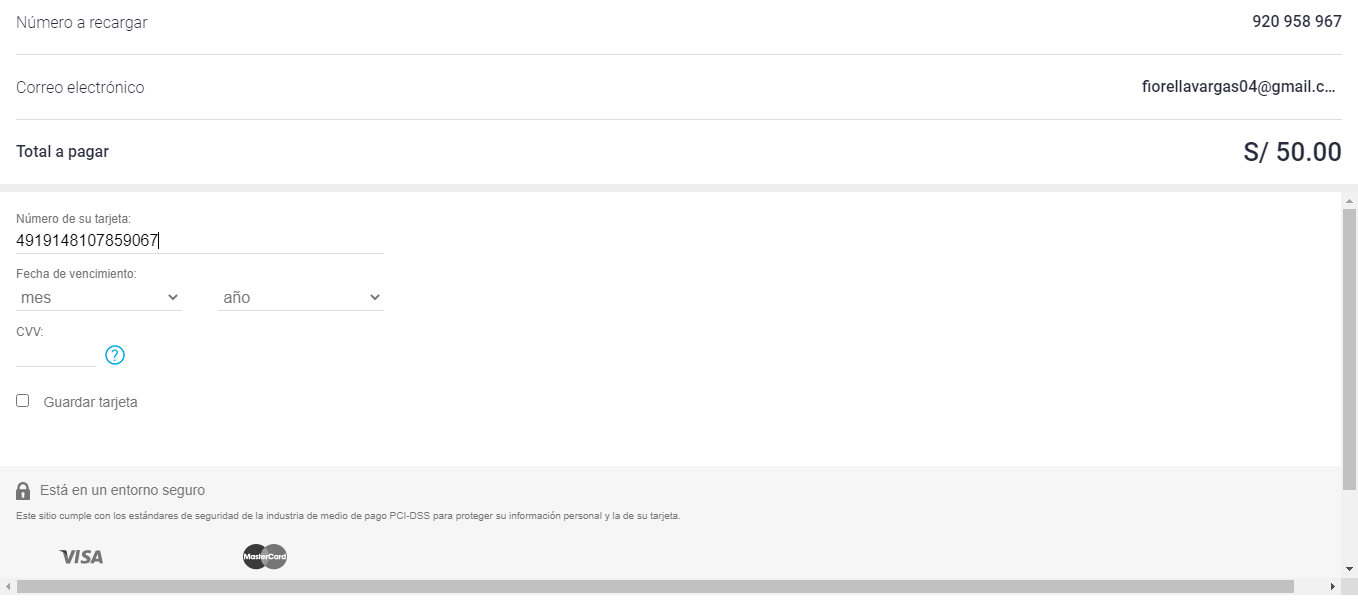 Número a recargar 920 958 967
Correo electrónico fiorellavargas04@gmail.c...
Total a pagar S/ 50.00
Número de su tarjeta:
4919148107859067
Fecha de vencimiento:
mes año
CVV:
?
Guardar tarjeta
Está en un entorno seguro
Este sitio cumple con los estándares de seguridad de la industria de medio de pago PCI-DSS para proteger su información personal y la de su tarjeta.
VISA MasterCard